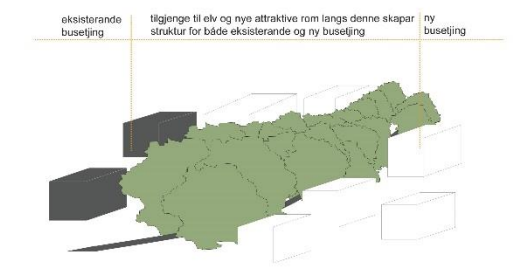 eksisterande
busetjing
tilgjenge til elv og nye attraktive rom langs denne skapar
struktur for både eksisterande og ny busetjing
ny
busetjing